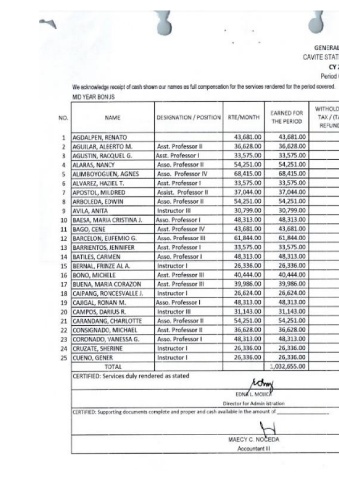 GENERAL
CAVITE STAT
CY 2
Period
We acknowledge receipt of cash shown our names as full compensation for the services rendered for the period covered.
MID YEAR BONUS
NO. NAME DESIGNATION / POSITION RTE/MONTH EARNED FOR THE PERIOD WITHHOLD TAX / (TA REFUND
1 AGDALPEN, RENATO 43,681.00 43,681.00
2 AGUILAR, ALBERTO M. Asst. Professor II 36,628.00 36,628.00
3 AGUSTIN, RACQUEL G. Asst. Professor I 33,575.00 33,575.00
4 ALARAS, NANCY Asso. Professor II 54,251.00 54,251.00
5 ALIMBOYOGUEN, AGNES Asso. Professor IV 68,415.00 68,415.00
6 ALVAREZ, HAZIEL T. Asst. Professor I 33,575.00 33,575.00
7 APOSTOL, MILDRED Assist. Professor II 37,044.00 37,044.00
8 ARBOLEDA, EDWIN Asso. Professor II 54,251.00 54,251.00
9 AVILA, ANITA Instructor III 30,799.00 30,799.00
10 BAESA, MARIA CRISTINA J. Asso. Professor I 48,313.00 48,313.00
11 BAGO, CENE Asst. Professor IV 43,681.00 43,681.00
12 BARCELON, EUFEMIO G. Asso. Professor III 61,844.00 61,844.00
13 BARRIENTOS, JENNIFER Asst. Professor I 33,575.00 33,575.00
14 BATILES, CARMEN Asso. Professor I 48,313.00 48,313.00
15 BERNAL, FRINZE AL A. Instructor I 26,336.00 26,336.00
16 BONO, MICHELE Asst. Professor III 40,444.00 40,444.00
17 BUENA, MARIA CORAZON Asst. Professor III 39,986.00 39,986.00
18 CAIPANG, RONCESVALLE J. Instructor I 26,624.00 26,624.00
19 CAJIGAL, RONAN M. Asso. Professor I 48,313.00 48,313.00
20 CAMPOS, DARIUS R. Instructor III 31,143.00 31,143.00
21 CARANDANG, CHARLOTTE Asso. Professor II 54,251.00 54,251.00
22 CONSIGNADO, MICHAEL Asst. Professor II 36,628.00 36,628.00
23 CORONADO, VANESSA G. Asso. Professor I 48,313.00 48,313.00
24 CRUZATE, SHERINE Instructor I 26,336.00 26,336.00
25 CUENO, GENER Instructor I 26,336.00 26,336.00
TOTAL 1,032,655.00
CERTIFIED: Services duly rendered as stated
EDNA L. MOJICA
Director for Admin istration
CERTIFIED: Supporting documents complete and proper and cash available in the amount of
MAECY C. NOCEDA
Accountant III